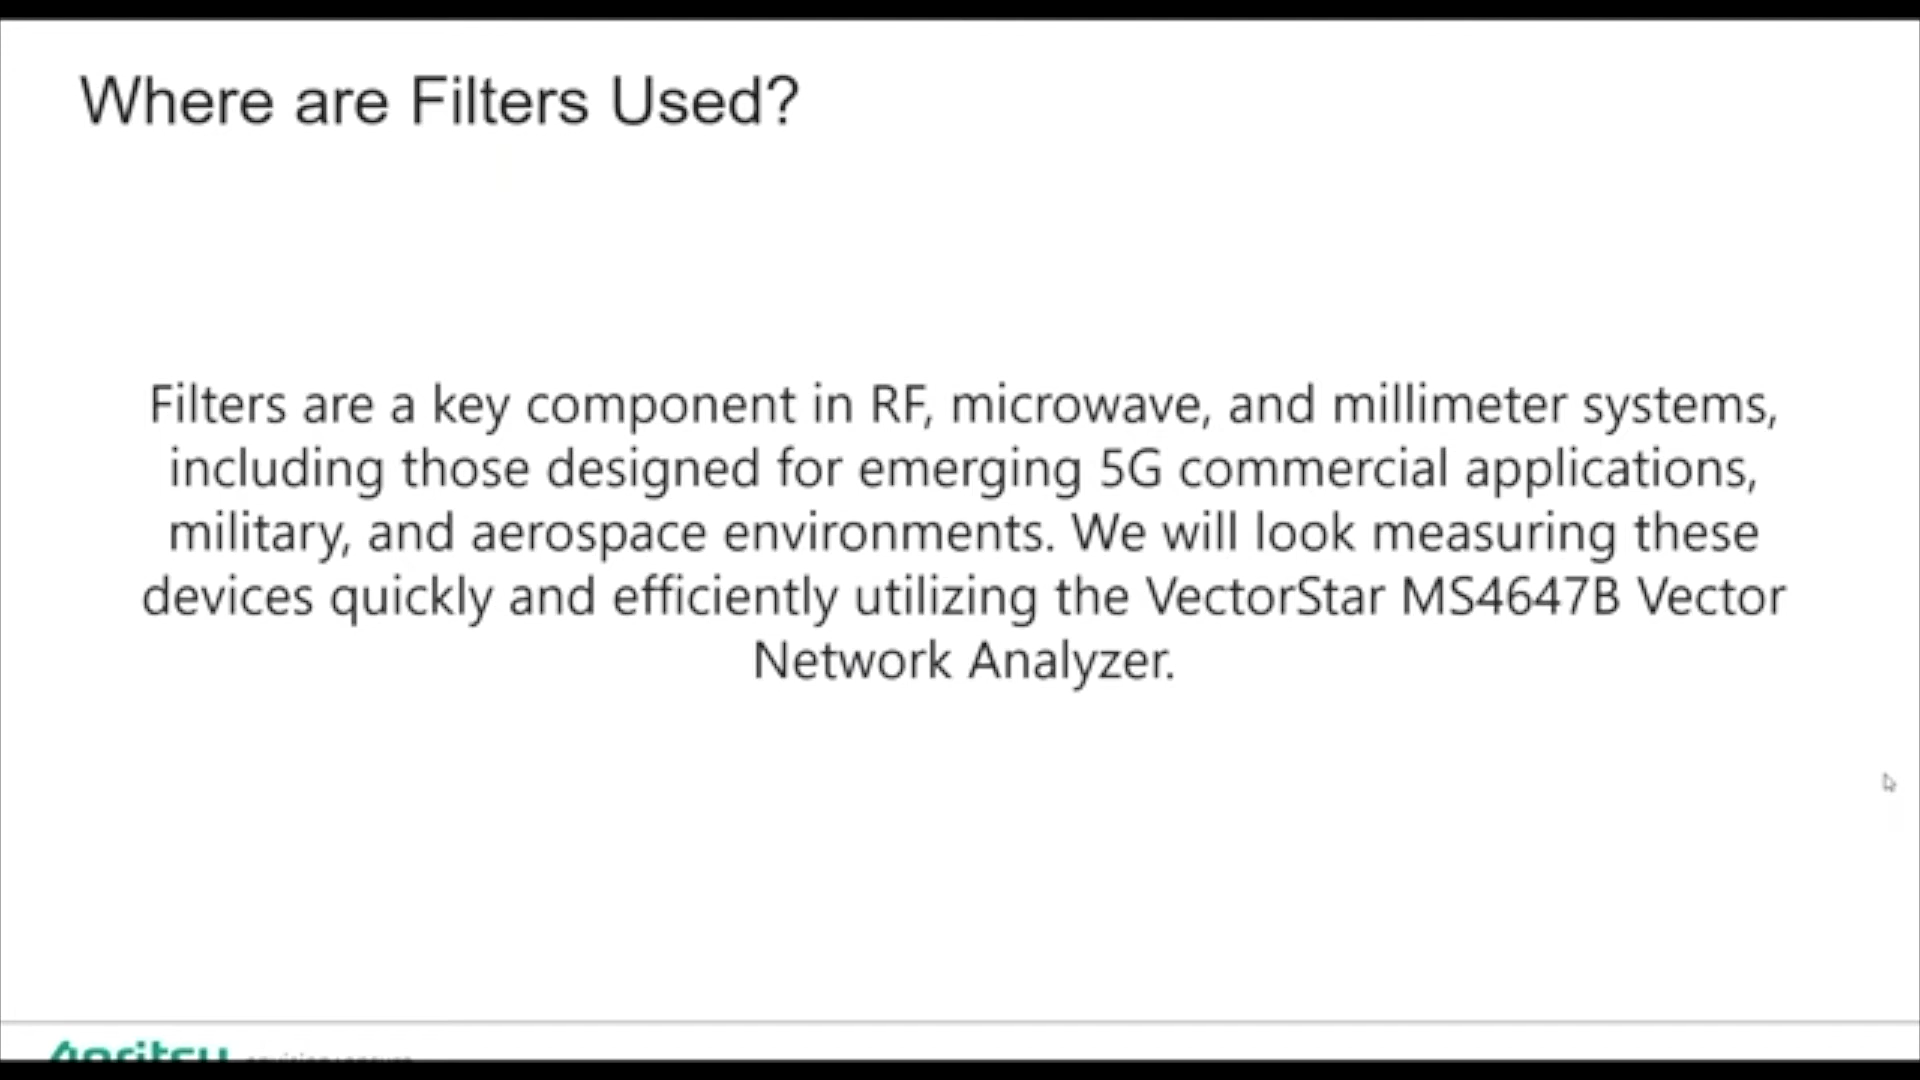 Where are Filters Used?
Filters are a key component in RF, microwave, and millimeter systems,
including those designed for emerging 5G commercial applications,
military, and aerospace environments. We will look measuring these
devices quickly and efficiently utilizing the VectorStar MS4647B Vector
Network Analyzer.
Anritsu